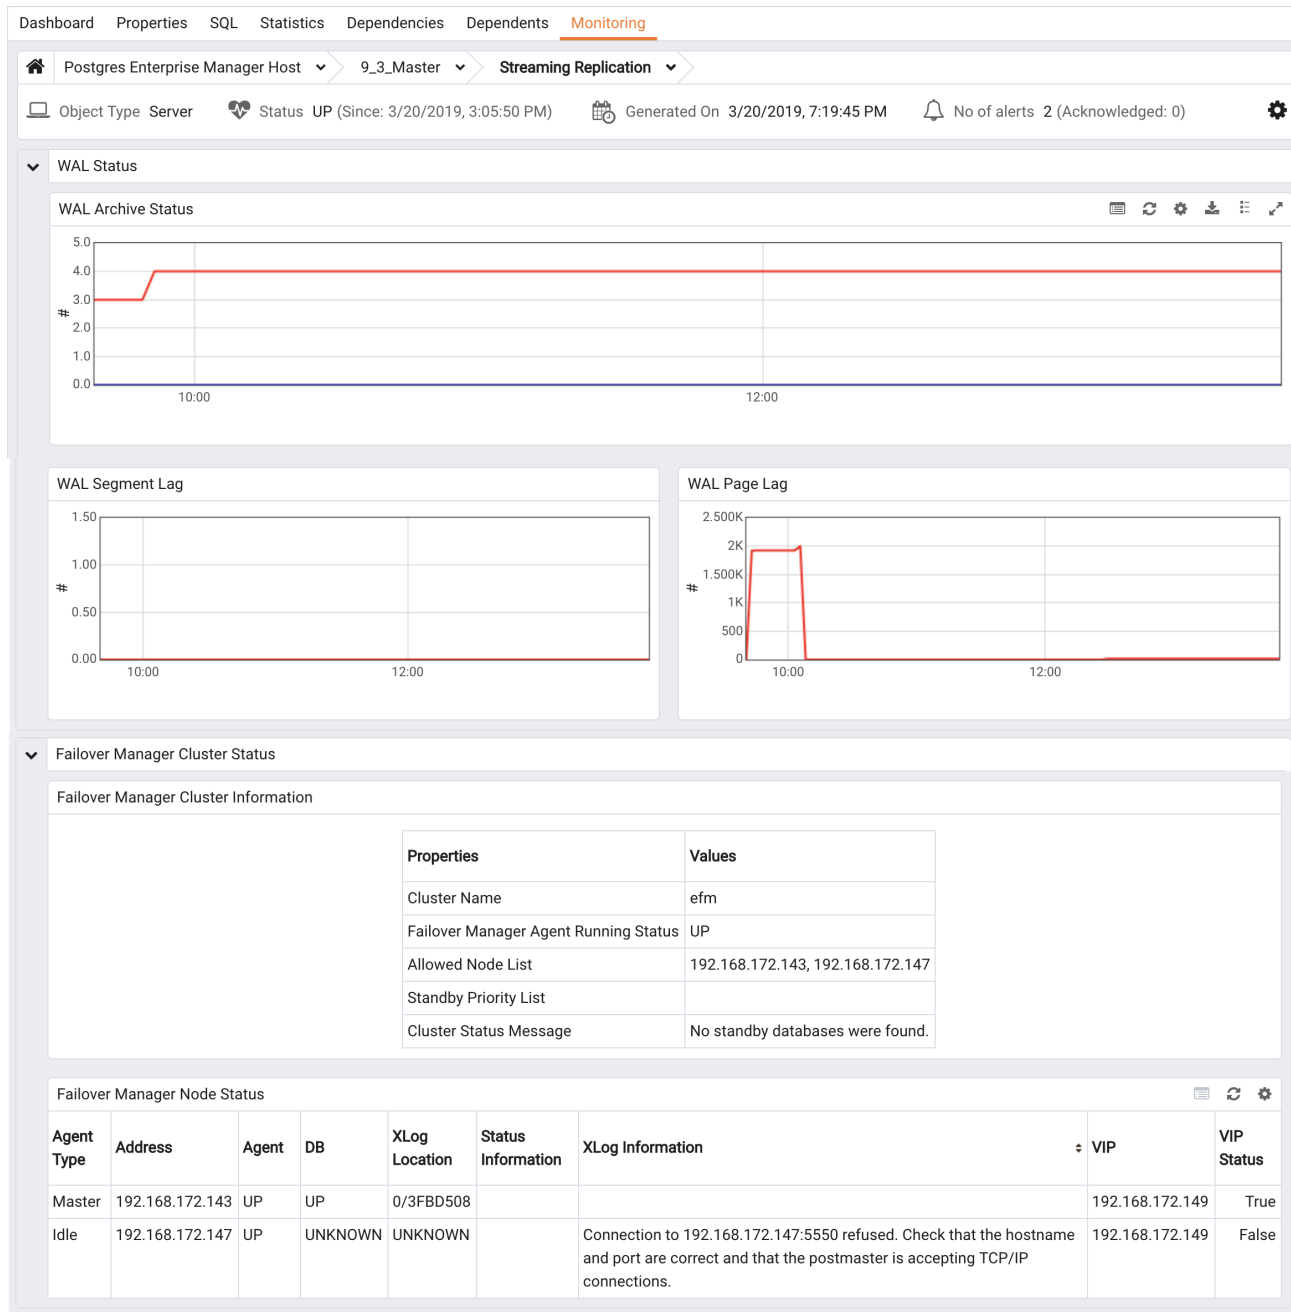 Dashboard Properties SQL Statistics Dependencies Dependents Monitoring
Postgres Enterprise Manager Host 9_3_Master Streaming Replication
Object Type Server Status UP (Since: 3/20/2019, 3:05:50 PM) Generated On 3/20/2019, 7:19:45 PM No of alerts 2 (Acknowledged: 0)
WAL Status
WAL Archive Status
5.0
4.0
3.0
#
2.0
1.0
0.0
10:00 12:00
WAL Segment Lag
1.50
1.00
#
0.50
0.00
10:00 12:00
WAL Page Lag
2.500K
2K
1.500K
#
1K
500
0
10:00 12:00
Failover Manager Cluster Status
Failover Manager Cluster Information
Properties Values
Cluster Name efm
Failover Manager Agent Running Status UP
Allowed Node List 192.168.172.143, 192.168.172.147
Standby Priority List
Cluster Status Message No standby databases were found.
Failover Manager Node Status
Agent Type Address Agent DB XLog Location Status Information XLog Information VIP VIP Status
Master 192.168.172.143 UP UP 0/3FBD508 192.168.172.149 True
Idle 192.168.172.147 UP UNKNOWN UNKNOWN Connection to 192.168.172.147:5550 refused. Check that the hostname 192.168.172.149 False
and port are correct and that the postmaster is accepting TCP/IP
connections.